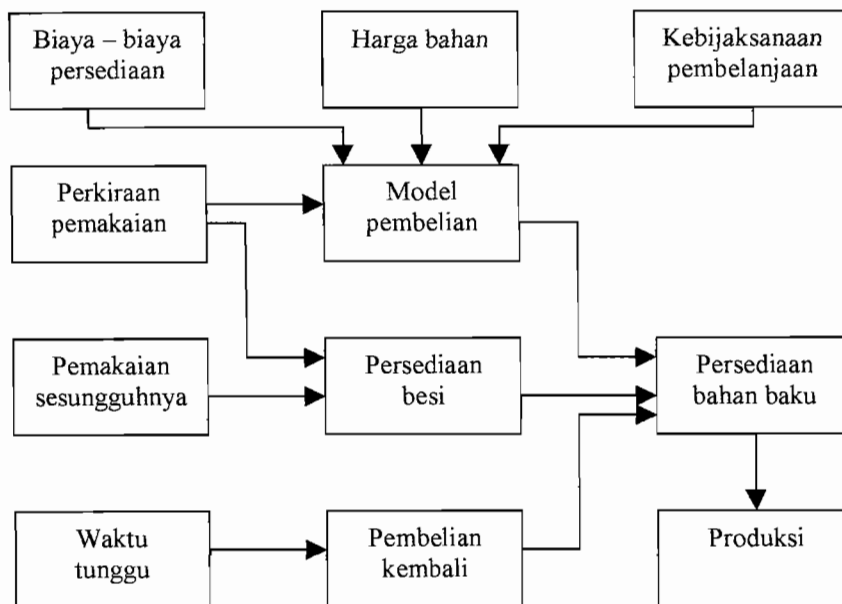 Biaya – biaya
persediaan
Harga bahan
Kebijaksanaan
pembelanjaan
Perkiraan
pemakaian
Model
pembelian
Pemakaian
sesungguhnya
Persediaan
besi
Persediaan
bahan baku
Waktu
tunggu
Pembelian
kembali
Produksi